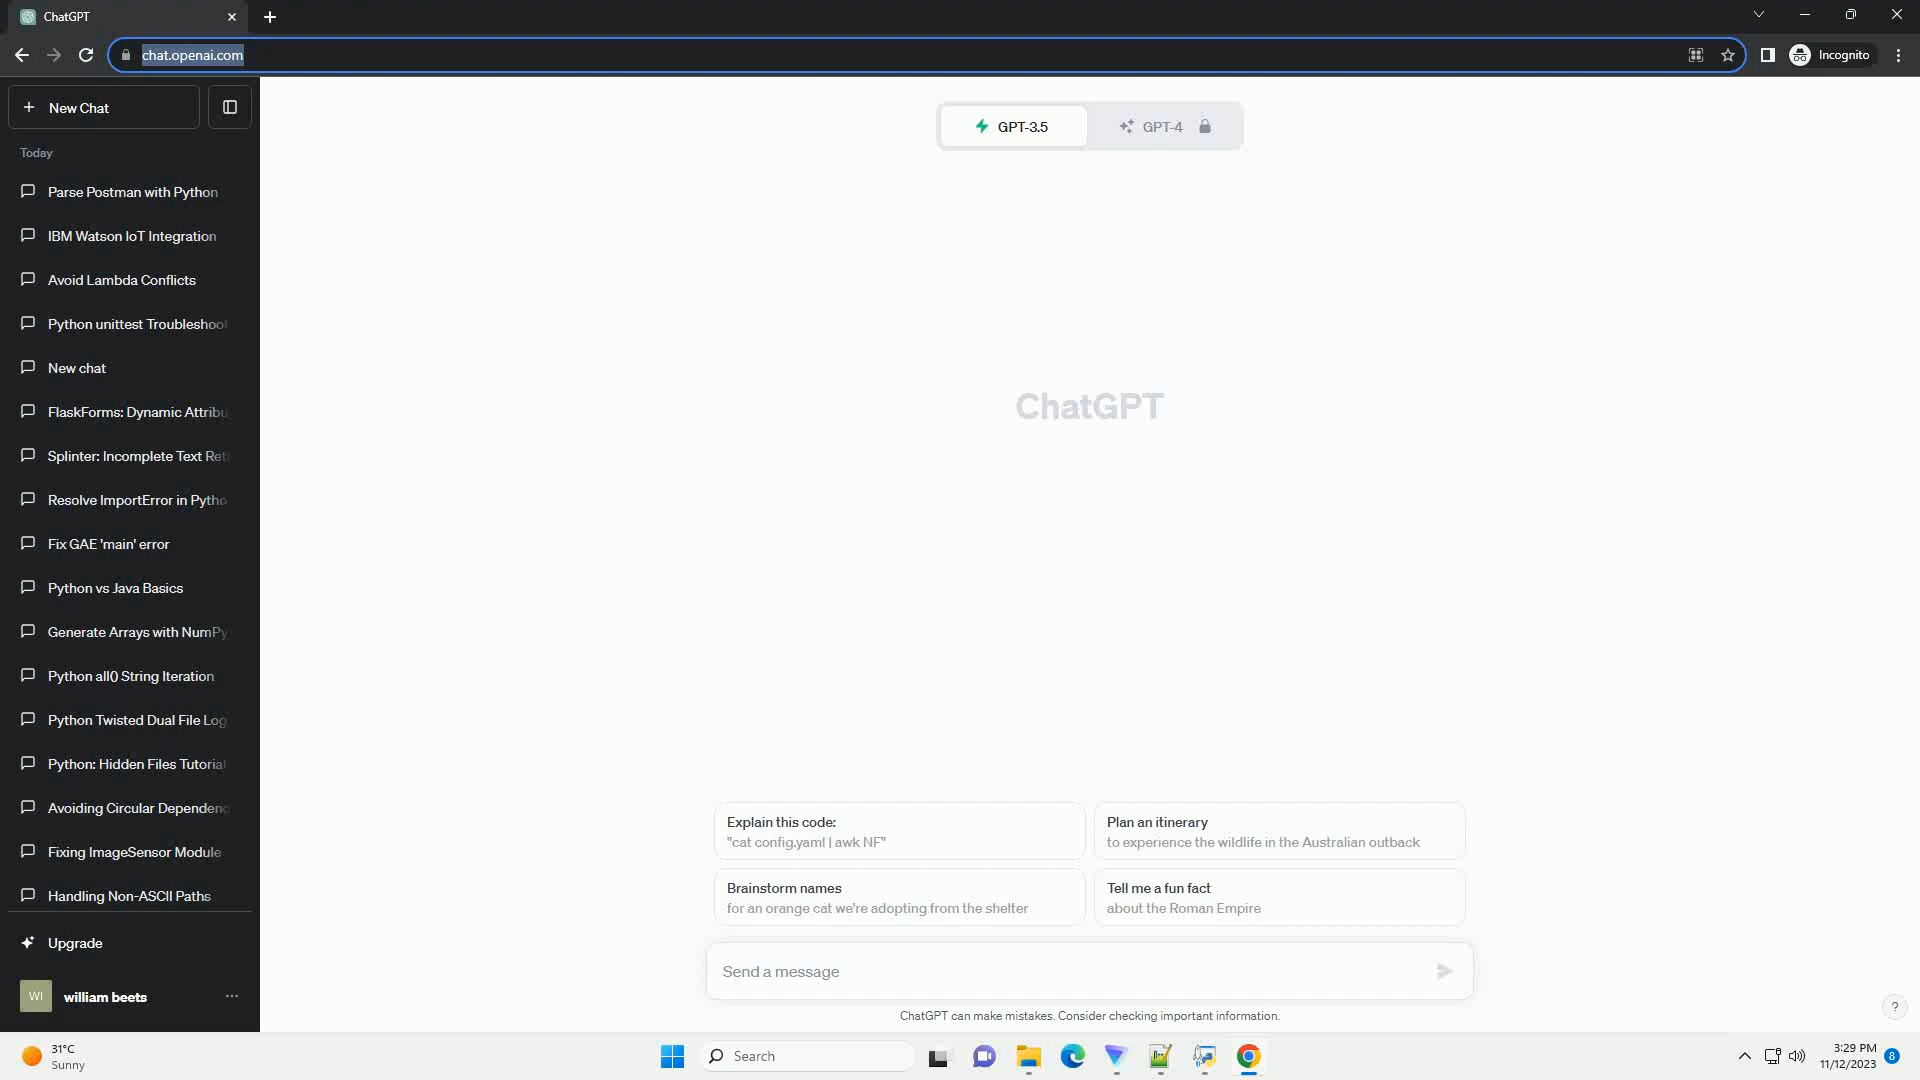 ChatGPT
chat.openai.com
Incognito
New Chat
Today
Parse Postman with Python
IBM Watson IoT Integration
Avoid Lambda Conflicts
Python unittest Troubleshoot
New chat
FlaskForms: Dynamic Attribu
Splinter: Incomplete Text Ret
Resolve ImportError in Pytho
Fix GAE 'main' error
Python vs Java Basics
Generate Arrays with NumPy
Python all() String Iteration
Python Twisted Dual File Log
Python: Hidden Files Tutorial
Avoiding Circular Dependenc
Fixing ImageSensor Module
Handling Non-ASCII Paths
Upgrade
WI
william beets
GPT-3.5
GPT-4
ChatGPT
Explain this code:
"cat config.yaml | awk NF"
Plan an itinerary
to experience the wildlife in the Australian outback
Brainstorm names
for an orange cat we're adopting from the shelter
Tell me a fun fact
about the Roman Empire
Send a message
ChatGPT can make mistakes. Consider checking important information.
?
31°C
Sunny
Search
3:29 PM
11/12/2023
8